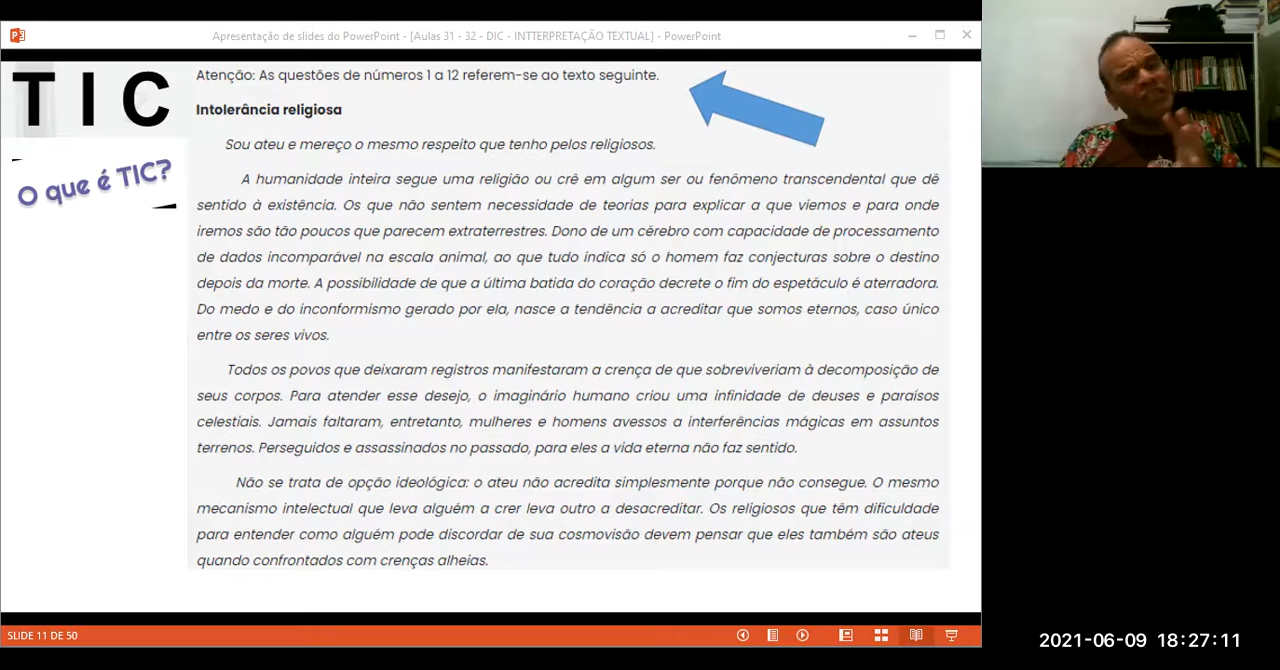 Apresentação de slides do PowerPoint - [Aulas 31 - 32 - DIC - INTTERPRETAÇÃO TEXTUAL] - PowerPoint
T I C
O que é TIC?
Atenção: As questões de números 1 a 12 referem-se ao texto seguinte.
Intolerância religiosa
Sou ateu e mereço o mesmo respeito que tenho pelos religiosos.
A humanidade inteira segue uma religião ou crê em algum ser ou fenômeno transcendental que dê
sentido à existência. Os que não sentem necessidade de teorias para explicar a que viemos e para onde
iremos são tão poucos que parecem extraterrestres. Dono de um cérebro com capacidade de processamento
de dados incomparável na escala animal, ao que tudo indica só o homem faz conjecturas sobre o destino
depois da morte. A possibilidade de que a última batida do coração decrete o fim do espetáculo é aterradora.
Do medo e do inconformismo gerado por ela, nasce a tendência a acreditar que somos eternos, caso único
entre os seres vivos.
Todos os povos que deixaram registros manifestaram a crença de que sobreviveriam à decomposição de
seus corpos. Para atender esse desejo, o imaginário humano criou uma infinidade de deuses e paraísos
celestiais. Jamais faltaram, entretanto, mulheres e homens avessos a interferências mágicas em assuntos
terrenos. Perseguidos e assassinados no passado, para eles a vida eterna não faz sentido.
Não se trata de opção ideológica: o ateu não acredita simplesmente porque não consegue. O mesmo
mecanismo intelectual que leva alguém a crer leva outro a desacreditar. Os religiosos que têm dificuldade
para entender como alguém pode discordar de sua cosmovisão devem pensar que eles também são ateus
quando confrontados com crenças alheias.
SLIDE 11 DE 50
2021-06-09 18:27:11